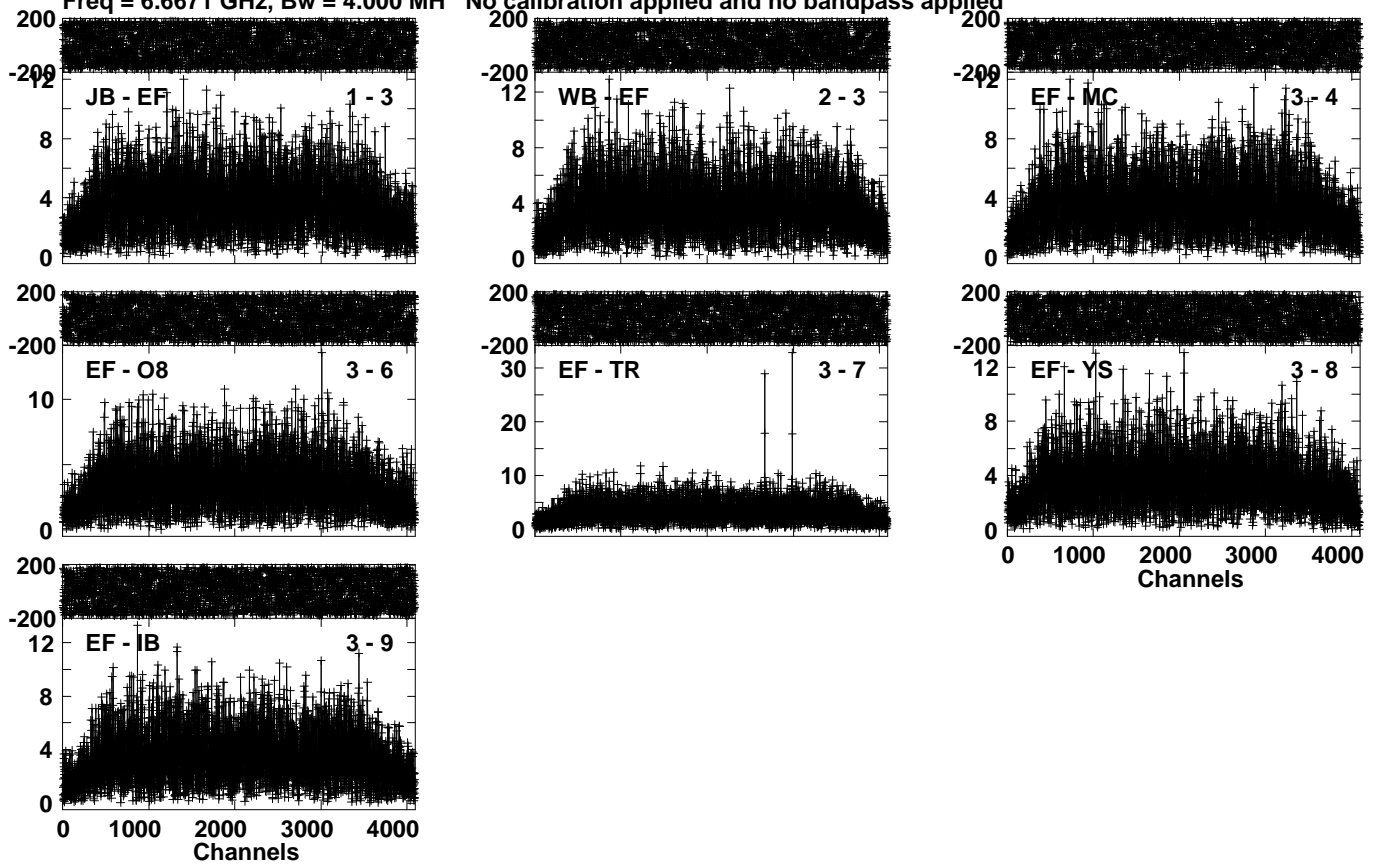 Freq = 6.6671 GHz, Bw = 4.000 MH No calibration applied and no bandpass applied
200 200 200
-200 -200 -200
12 12 12
JB - EF 1 - 3 WB - EF 2 - 3 EF - MC 3 - 4
8 8 8
4 4 4
0 0 0
200 200 200
-200 -200 -200
EF - O8 3 - 6 EF - TR 3 - 7 EF - YS 3 - 8
10 30 12
20 8
10 4
0 0 0
0 1000 2000 3000 4000
Channels
200
-200
EF - IB 3 - 9
12
8
4
0
0 1000 2000 3000 4000
Channels